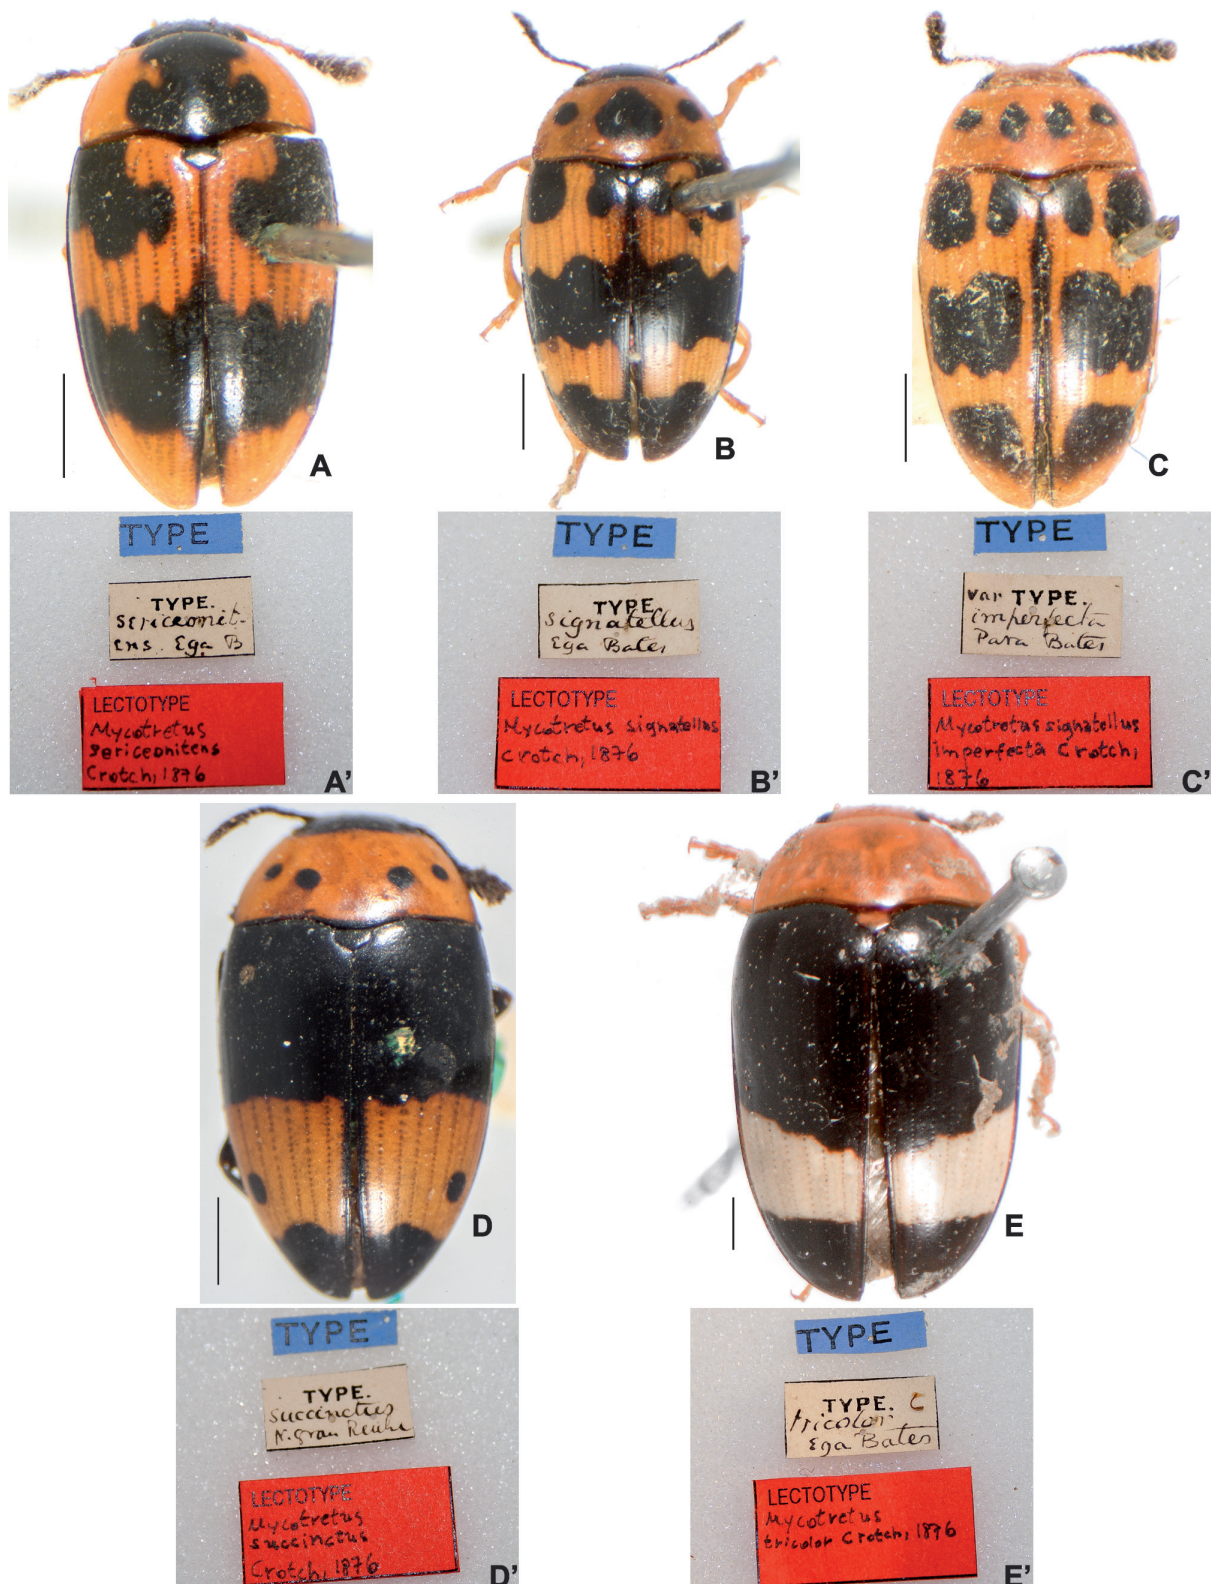 A
B
C
TYPE
TYPE.
sericeonit-
ens. Ega B
LECTOTYPE
Mycotretus
sericeonitens
Crotch, 1876
A'
TYPE
TYPE
signatellus
Ega Bates
LECTOTYPE
Mycotretus signatellus
Crotch, 1876
B'
TYPE
var TYPE.
imperfecta
Para Bates
LECTOTYPE
Mycotretus signatellus
imperfecta Crotch,
1876
C'
D
E
TYPE
TYPE.
succinctus
N. Gran
LECTOTYPE
Mycotretus
succinctus
Crotch, 1876
D'
TYPE
TYPE. C
tricolor
Ega Bates
LECTOTYPE
Mycotretus
tricolor Crotch, 1876
E'